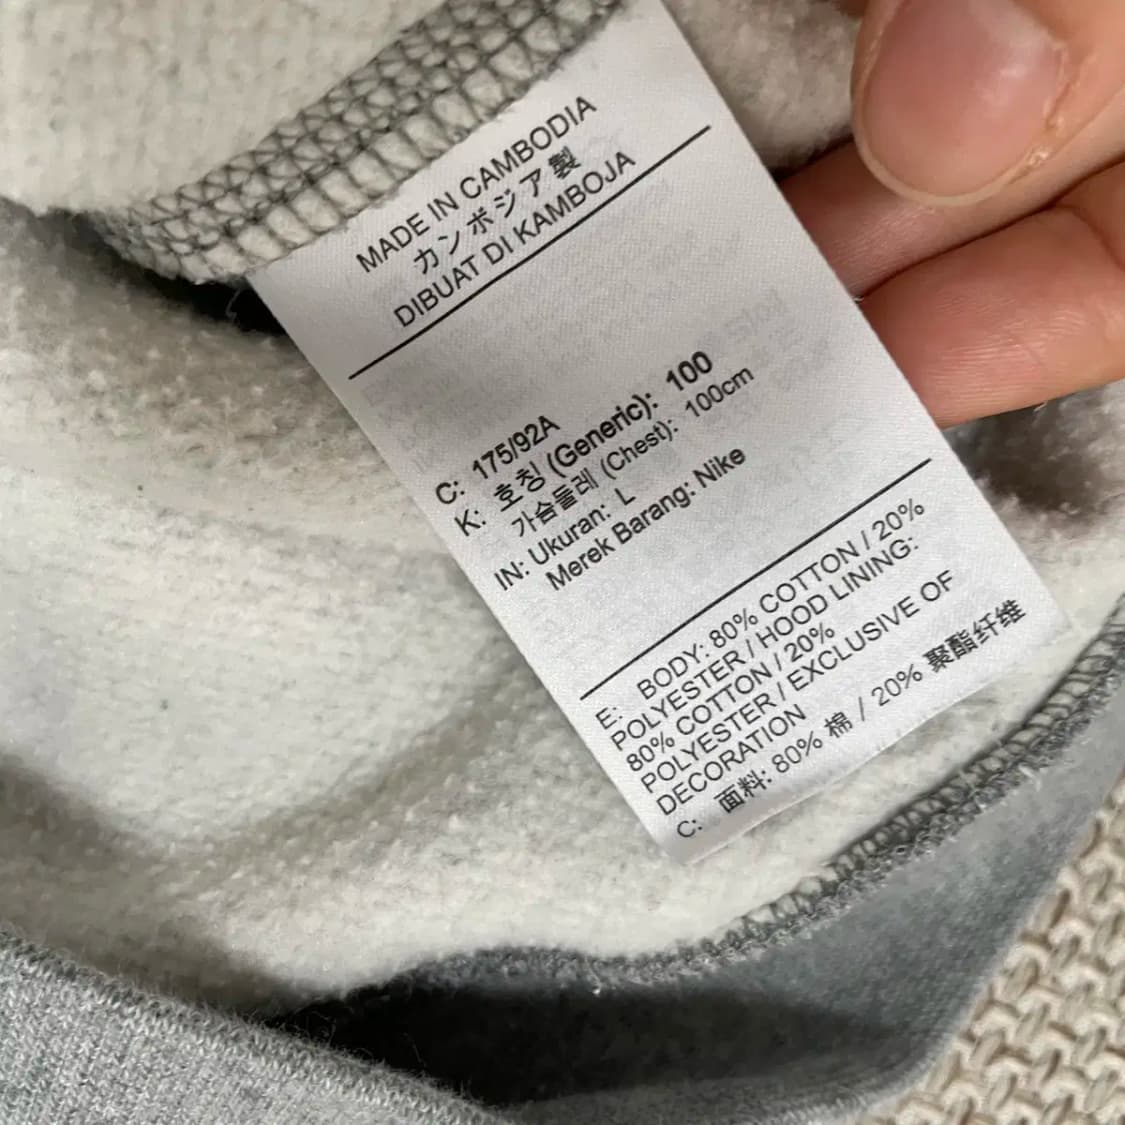 MADE IN CAMBODIA
カンボジア製
DIBUAT DI KAMBOJA
C: 175/92A
K: 호칭 (Generic): 100
가슴둘레 (Chest): 100cm
IN: Ukuran: L
Merek Barang: Nike
E: BODY: 80% COTTON / 20%
POLYESTER / HOOD LINING:
80% COTTON / 20%
POLYESTER / EXCLUSIVE OF
DECORATION
C: 面料: 80% 棉 / 20% 聚酯纤维